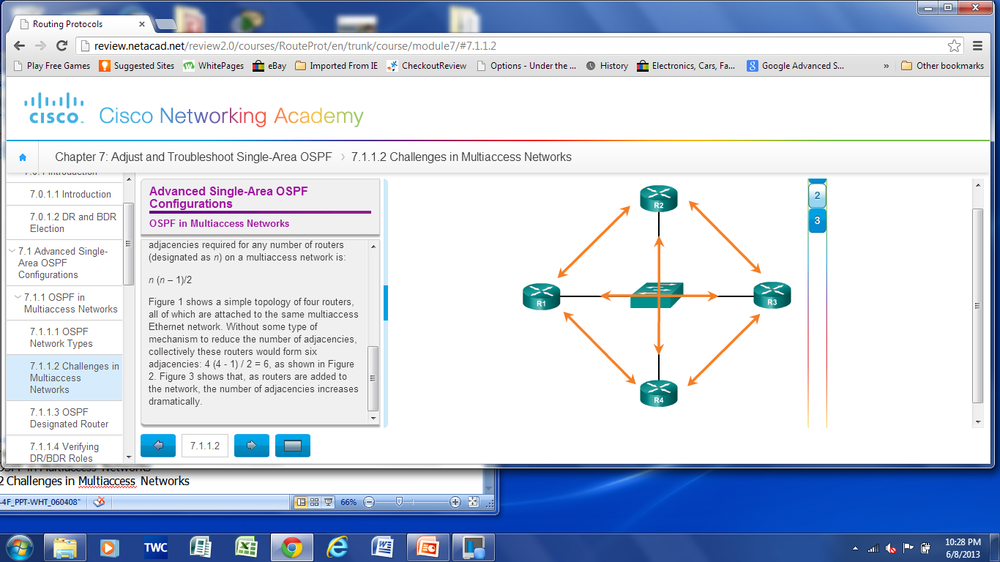 Routing Protocols
review.netacad.net/review2.0/courses/RouteProt/en/trunk/course/module7/#7.1.1.2
Play Free Games Suggested Sites WhitePages eBay Imported From IE CheckoutReview Options - Under the ... History Electronics, Cars, Fa... Google Advanced S... » Other bookmarks
CISCO Cisco Networking Academy
Chapter 7: Adjust and Troubleshoot Single-Area OSPF › 7.1.1.2 Challenges in Multiaccess Networks
7.0.1 Introduction
7.0.1.1 Introduction
7.0.1.2 DR and BDR
Election
7.1 Advanced Single-
Area OSPF
Configurations
7.1.1 OSPF in
Multiaccess Networks
7.1.1.1 OSPF
Network Types
7.1.1.2 Challenges in
Multiaccess
Networks
7.1.1.3 OSPF
Designated Router
7.1.1.4 Verifying
DR/BDR Roles
Advanced Single-Area OSPF
Configurations
OSPF in Multiaccess Networks
adjacencies required for any number of routers
(designated as n) on a multiaccess network is:
n (n – 1)/2
Figure 1 shows a simple topology of four routers,
all of which are attached to the same multiaccess
Ethernet network. Without some type of
mechanism to reduce the number of adjacencies,
collectively these routers would form six
adjacencies: 4 (4 - 1) / 2 = 6, as shown in Figure
2. Figure 3 shows that, as routers are added to
the network, the number of adjacencies increases
dramatically.
7.1.1.2
R2
R1
R3
R4
2
3
in Multiaccess Networks
2 Challenges in Multiaccess Networks
-4F_PPT-WHT_060408"
66%
TWC
10:28 PM
6/8/2013